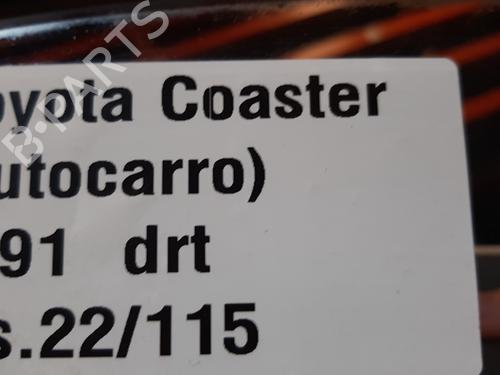 oyota Coaster
utocarro)
91 drt
s.22/115
B-PARTS